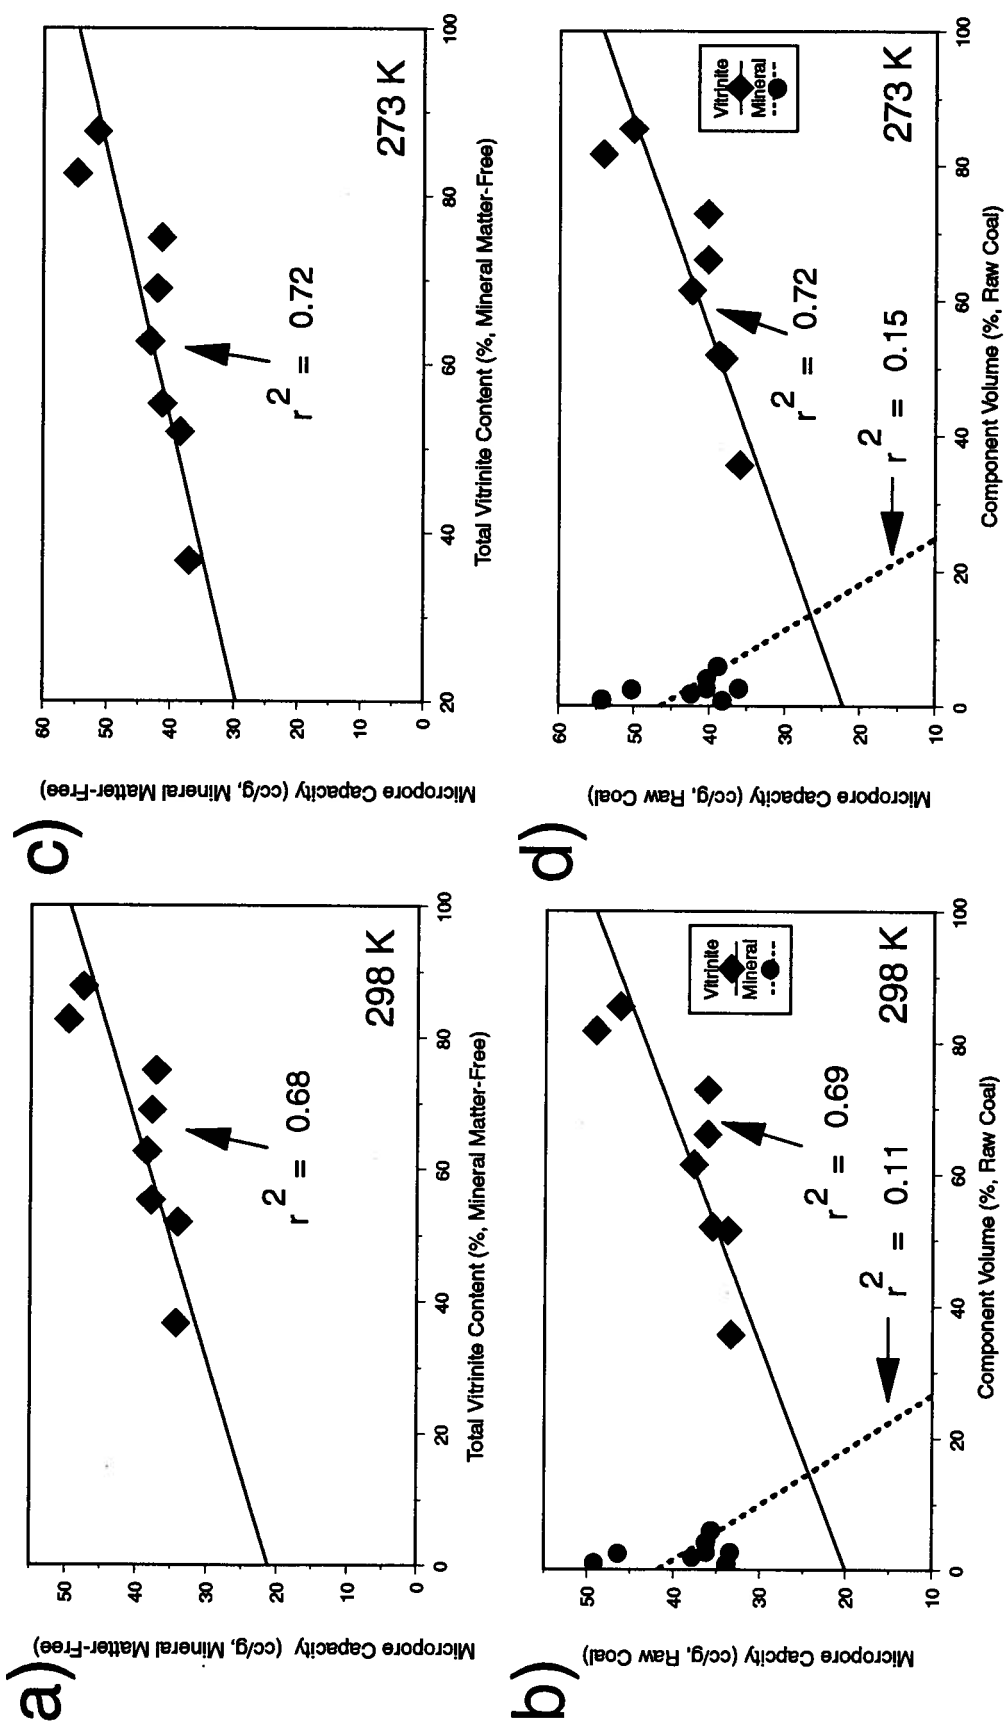 a)
Micropore Capacity (cc/g, Mineral Matter-Free)
50
40
30
20
10
0
0
20
40
60
80
100
r2 = 0.68
298 K
Total Vitrinite Content (%, Mineral Matter-Free)
c)
Micropore Capacity (cc/g, Mineral Matter-Free)
60
50
40
30
20
10
0
20
40
60
80
100
r2 = 0.72
273 K
Total Vitrinite Content (%, Mineral Matter-Free)
b)
Micropore Capcity (cc/g, Raw Coal)
50
40
30
20
10
0
20
40
60
80
100
Vitrinite
Mineral
r2 = 0.69
r2 = 0.11
298 K
Component Volume (%, Raw Coal)
d)
Micropore Capacity (cc/g, Raw Coal)
60
50
40
30
20
10
0
20
40
60
80
100
Vitrinite
Mineral
r2 = 0.72
r2 = 0.15
273 K
Component Volume (%, Raw Coal)